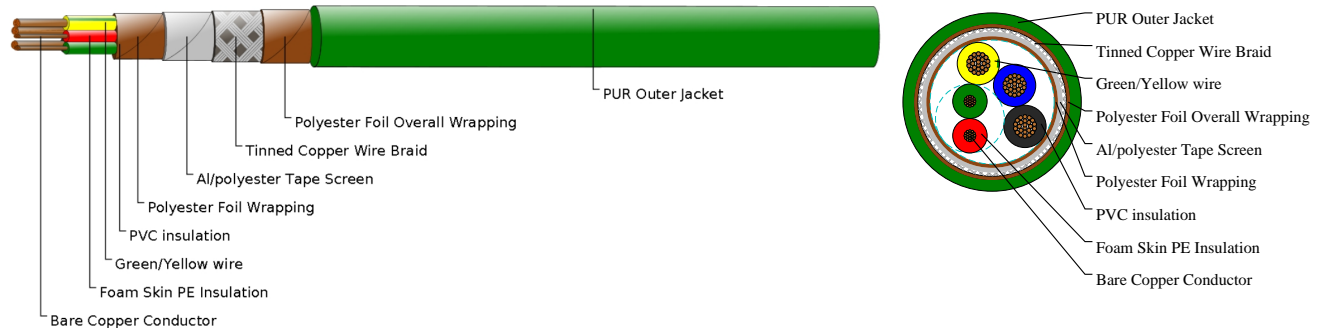 PUR Outer Jacket
Polyester Foil Overall Wrapping
Tinned Copper Wire Braid
Al/polyester Tape Screen
Polyester Foil Wrapping
PVC insulation
Green/Yellow wire
Foam Skin PE Insulation
Bare Copper Conductor
PUR Outer Jacket
Tinned Copper Wire Braid
Green/Yellow wire
Polyester Foil Overall Wrapping
Al/polyester Tape Screen
Polyester Foil Wrapping
PVC insulation
Foam Skin PE Insulation
Bare Copper Conductor